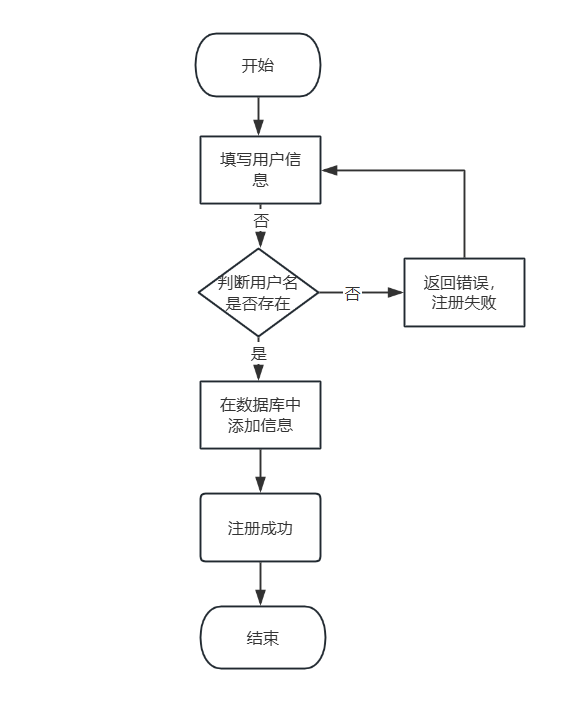 开始
填写用户信
息
否
判断用户名
是否存在
否
返回错误，
注册失败
是
在数据库中
添加信息
注册成功
结束